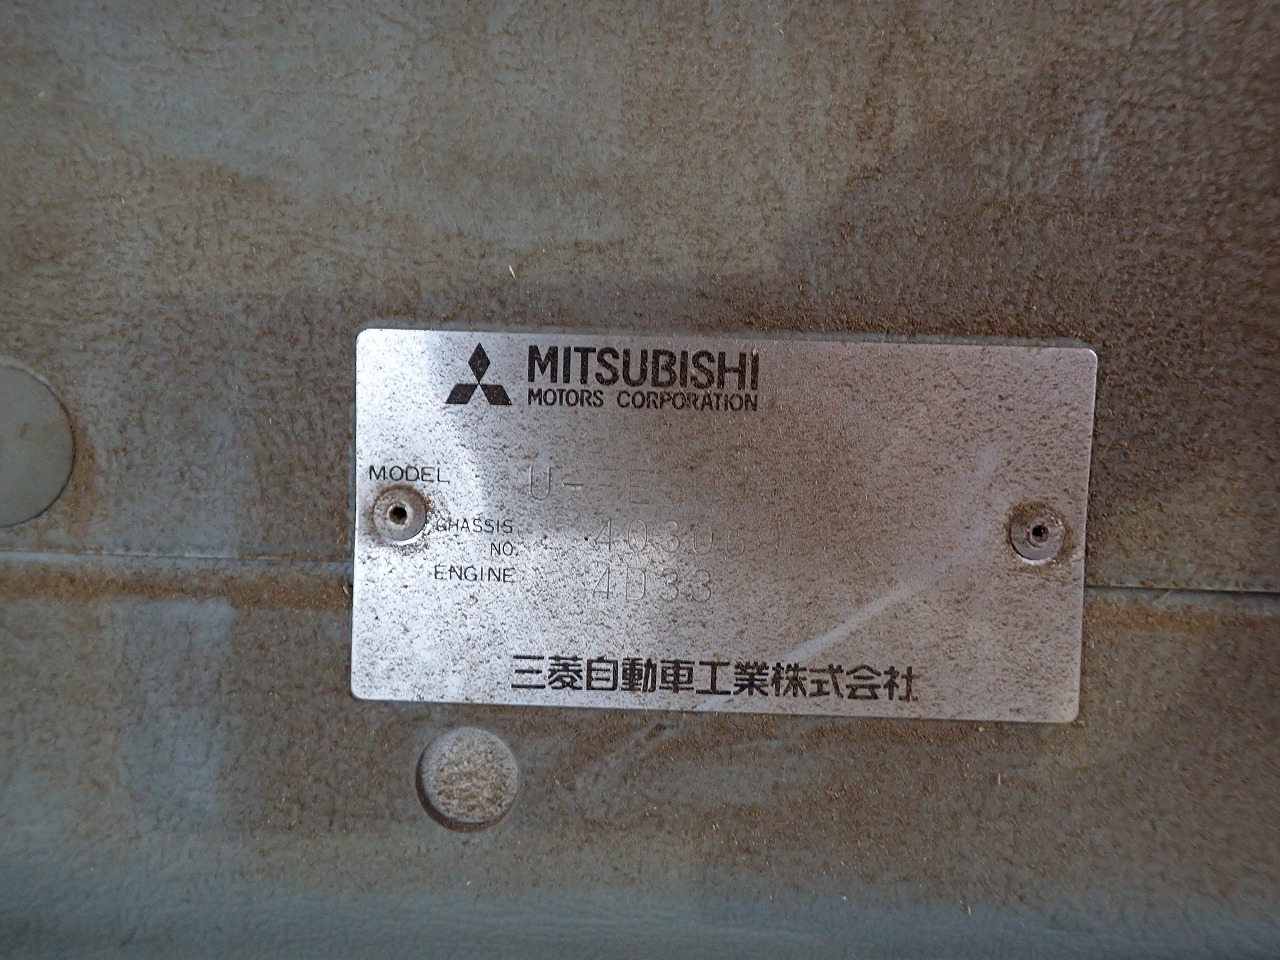 MITSUBISHI
MOTORS CORPORATION
MODEL U-
CHASSIS
NO.
ENGINE 4D33
三菱自動車工業株式会社